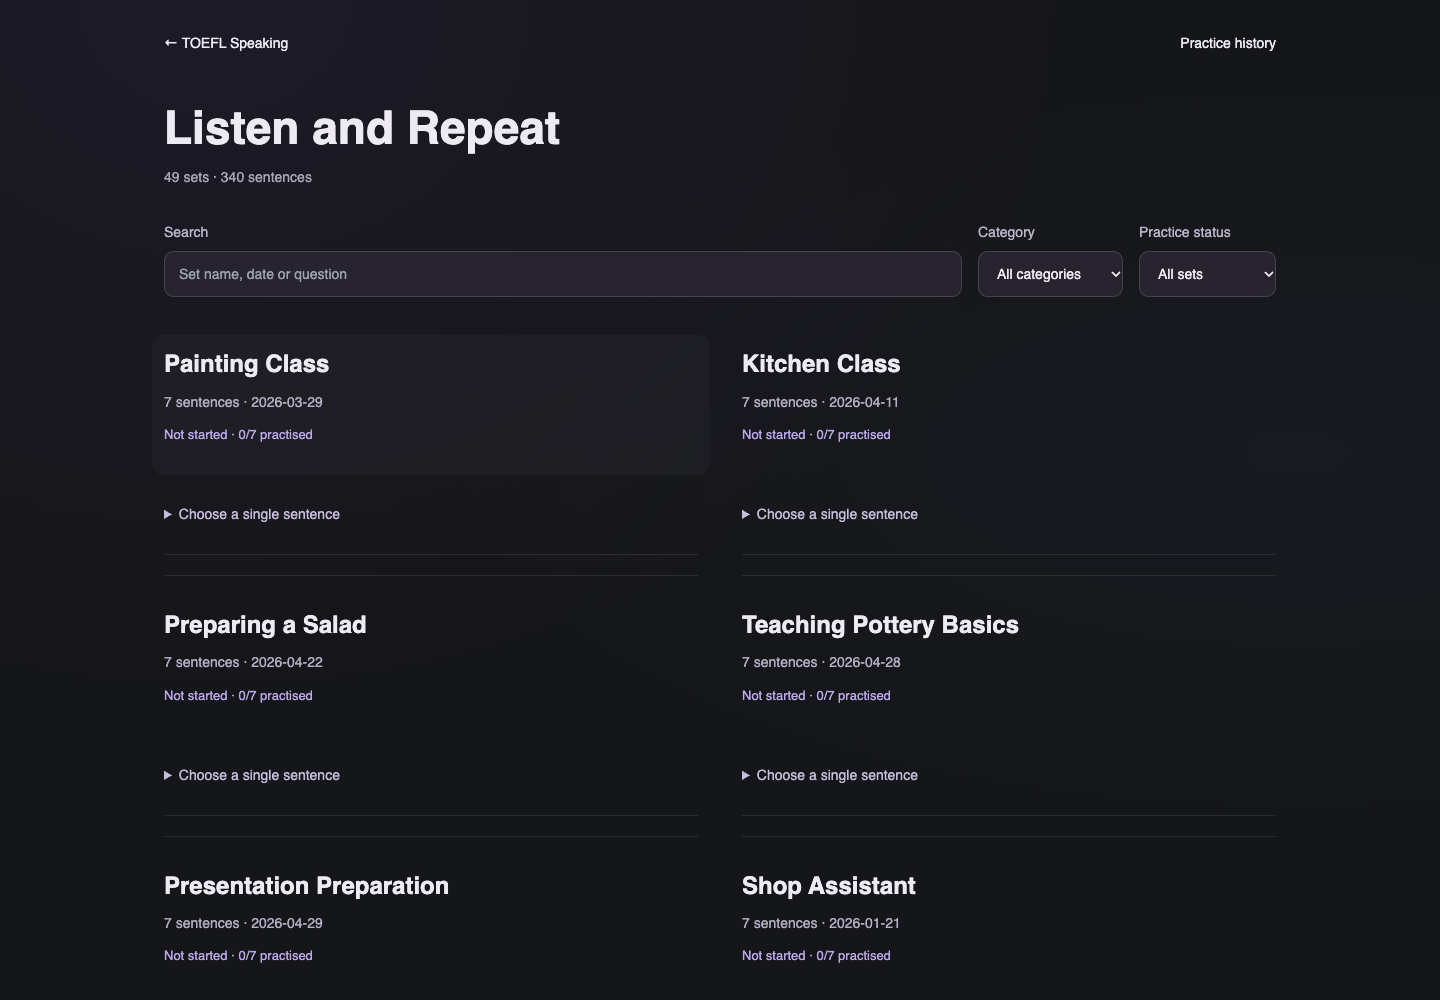 ← TOEFL Speaking
Practice history
Listen and Repeat
49 sets · 340 sentences
Search
Category
Practice status
Set name, date or question
All categories
All sets
Painting Class
7 sentences · 2026-03-29
Not started · 0/7 practised
▶ Choose a single sentence
Kitchen Class
7 sentences · 2026-04-11
Not started · 0/7 practised
▶ Choose a single sentence
Preparing a Salad
7 sentences · 2026-04-22
Not started · 0/7 practised
▶ Choose a single sentence
Teaching Pottery Basics
7 sentences · 2026-04-28
Not started · 0/7 practised
▶ Choose a single sentence
Presentation Preparation
7 sentences · 2026-04-29
Not started · 0/7 practised
Shop Assistant
7 sentences · 2026-01-21
Not started · 0/7 practised